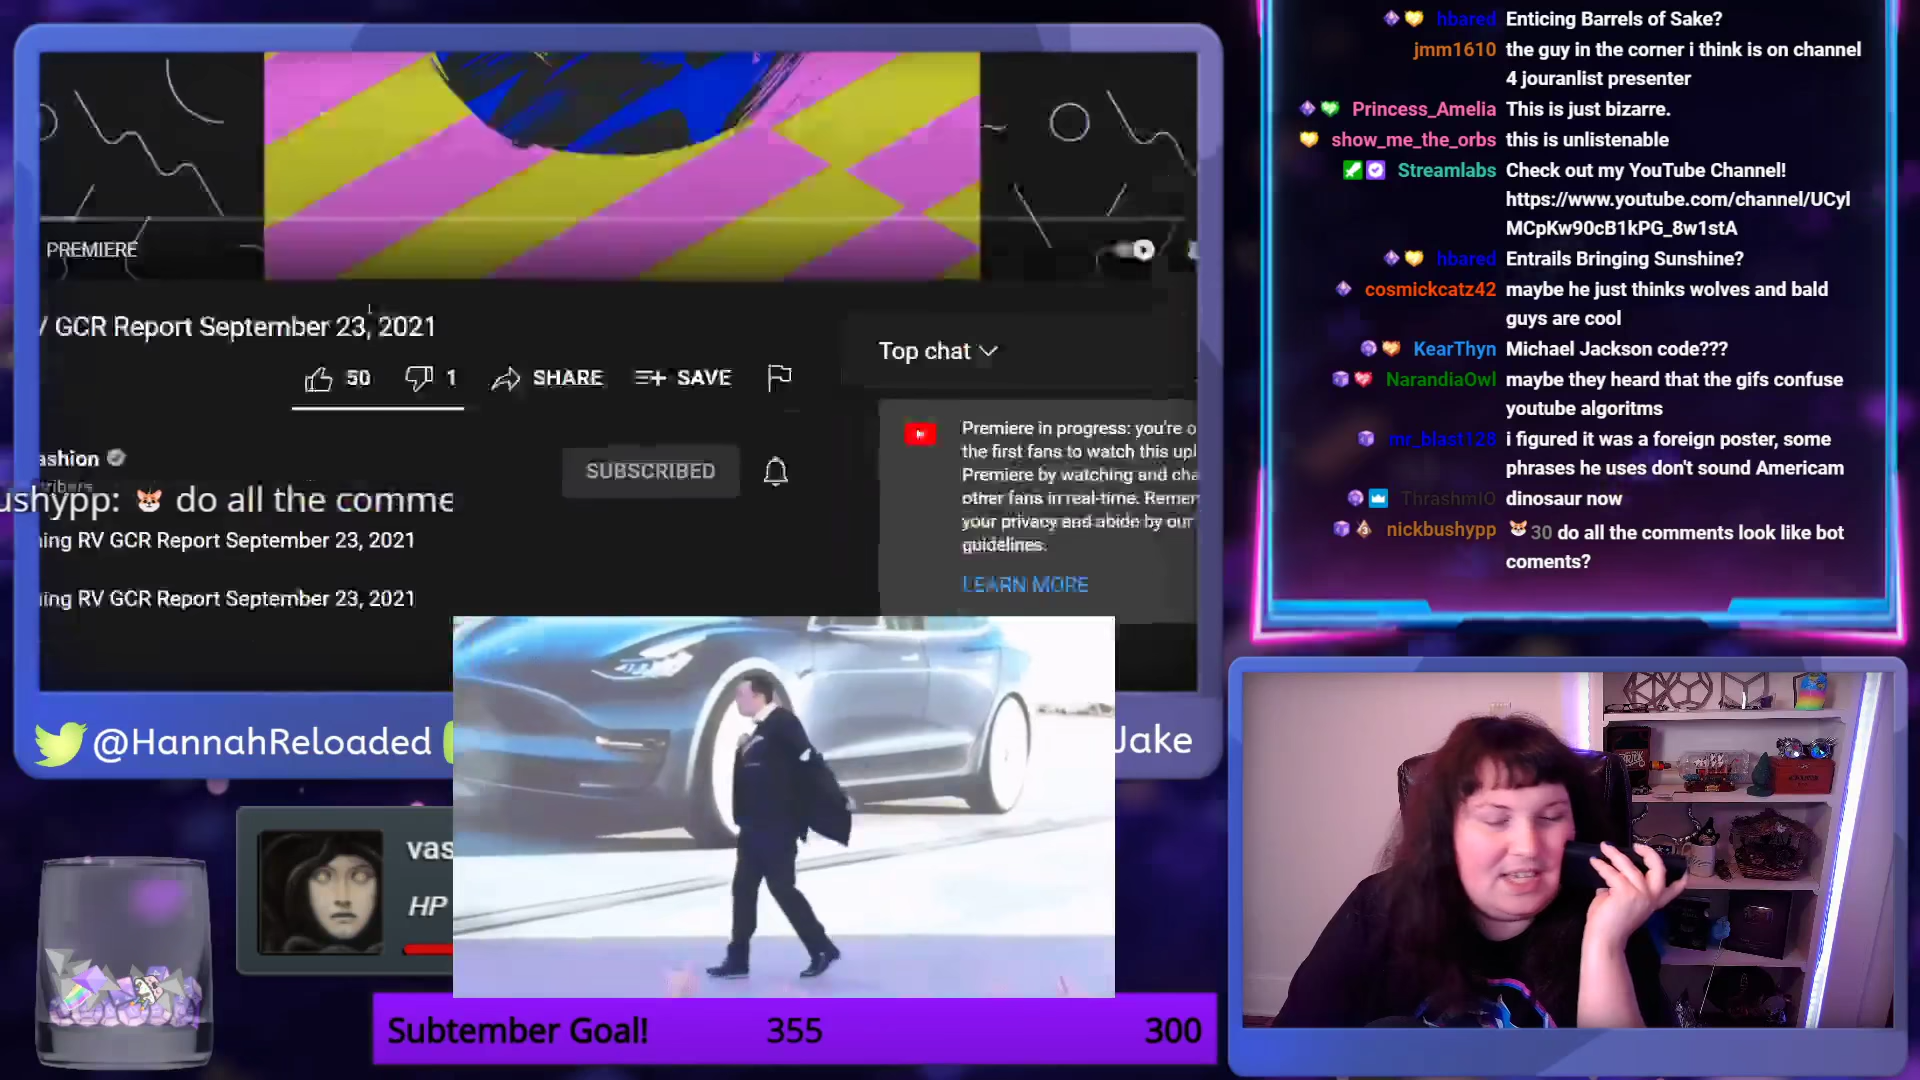 PREMIERE
GCR Report September 23, 2021
50
1
SHARE
SAVE
Top chat
ashion
SUBSCRIBED
ushypp: do all the comme
ing RV GCR Report September 23, 2021
ing RV GCR Report September 23, 2021
Premiere in progress: you're o
the first fans to watch this upl
Premiere by watching and cha
other fans in real-time. Remem
your privacy and abide by our
guidelines.
LEARN MORE
@HannahReloaded
Jake
vas
HP
Subtember Goal! 355 300
hbared Enticing Barrels of Sake?
jmm1610 the guy in the corner i think is on channel
4 jouranlist presenter
Princess_Amelia This is just bizarre.
show_me_the_orbs this is unlistenable
Streamlabs Check out my YouTube Channel!
https://www.youtube.com/channel/UCyl
MCpKw90cB1kPG_8w1stA
hbared Entrails Bringing Sunshine?
cosmickcatz42 maybe he just thinks wolves and bald
guys are cool
KearThyn Michael Jackson code???
NarandiaOwl maybe they heard that the gifs confuse
youtube algoritms
mr_blast128 i figured it was a foreign poster, some
phrases he uses don't sound Americam
ThrashmIO dinosaur now
nickbushypp 30 do all the comments look like bot
coments?